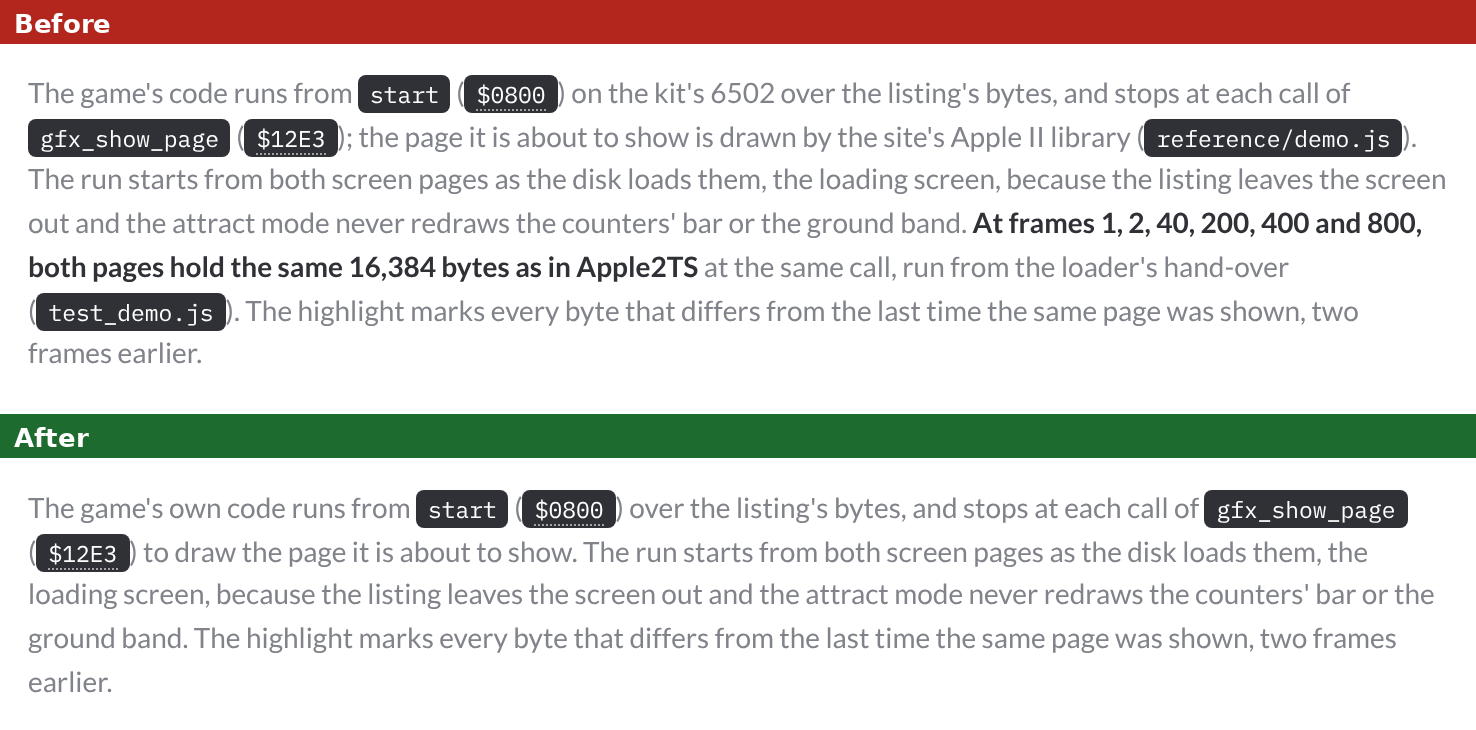 Before
The game's code runs from start ($0800) on the kit's 6502 over the listing's bytes, and stops at each call of
gfx_show_page ($12E3); the page it is about to show is drawn by the site's Apple II library (reference/demo.js).
The run starts from both screen pages as the disk loads them, the loading screen, because the listing leaves the screen
out and the attract mode never redraws the counters' bar or the ground band. At frames 1, 2, 40, 200, 400 and 800,
both pages hold the same 16,384 bytes as in Apple2TS at the same call, run from the loader's hand-over
(test_demo.js). The highlight marks every byte that differs from the last time the same page was shown, two
frames earlier.
After
The game's own code runs from start ($0800) over the listing's bytes, and stops at each call of gfx_show_page
($12E3) to draw the page it is about to show. The run starts from both screen pages as the disk loads them, the
loading screen, because the listing leaves the screen out and the attract mode never redraws the counters' bar or the
ground band. The highlight marks every byte that differs from the last time the same page was shown, two frames
earlier.